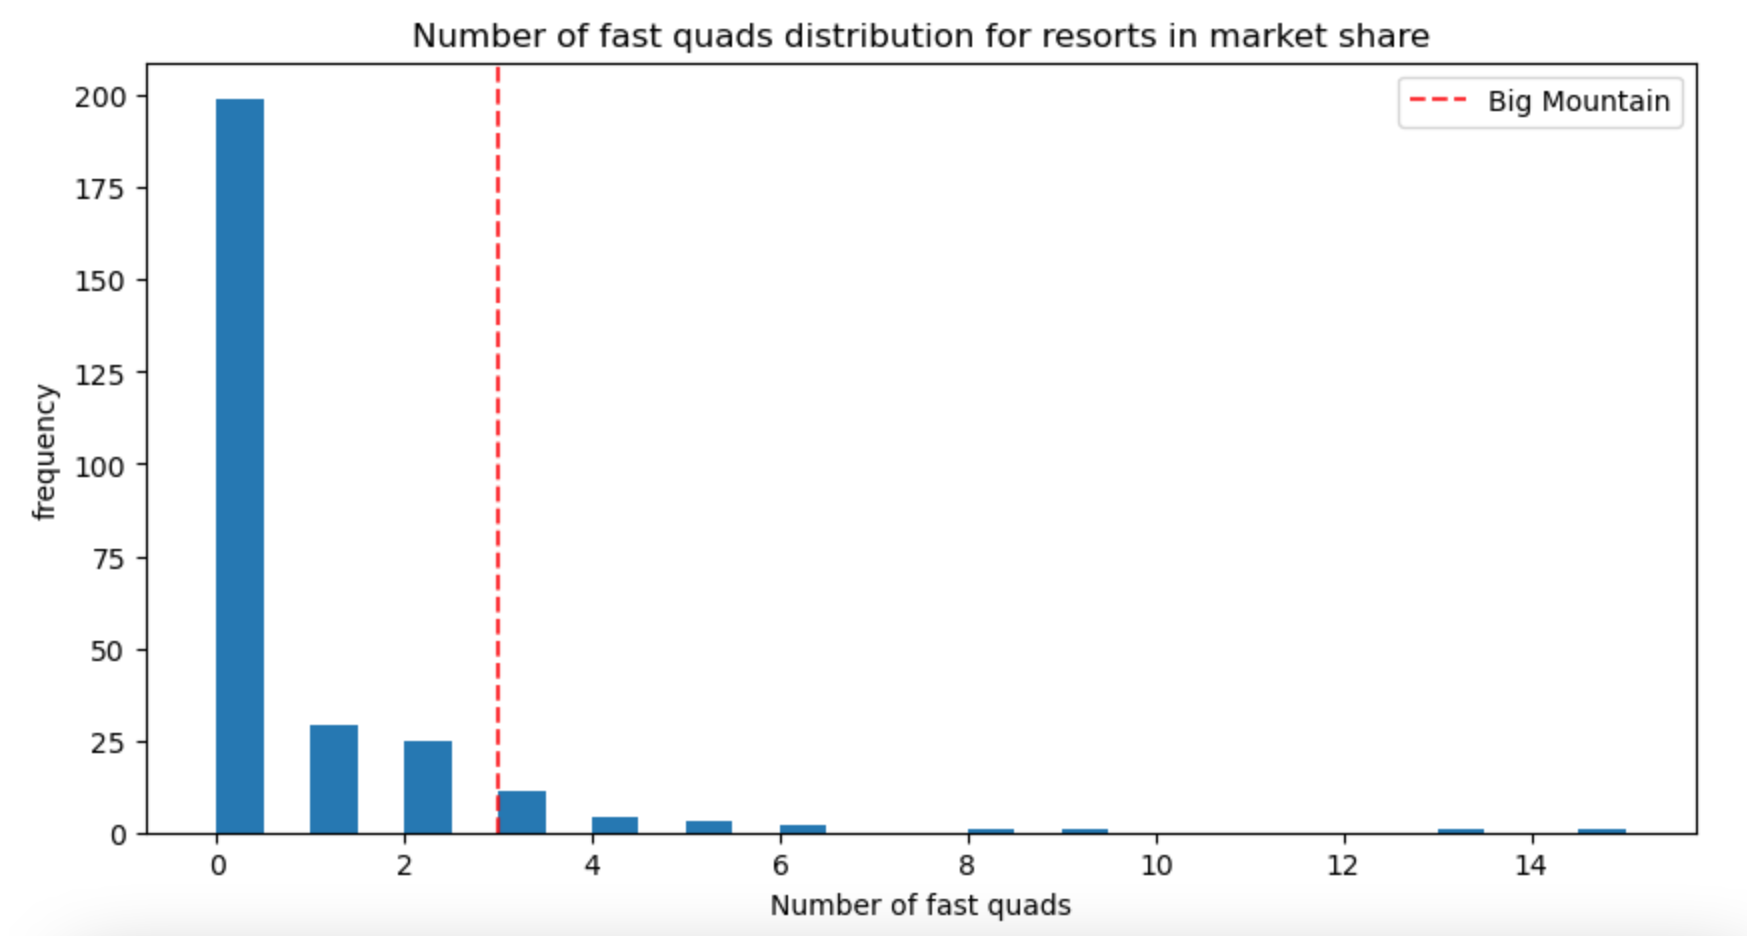 Number of fast quads distribution for resorts in market share
Big Mountain
200
175
150
125
100
75
50
25
0
frequency
0 2 4 6 8 10 12 14
Number of fast quads